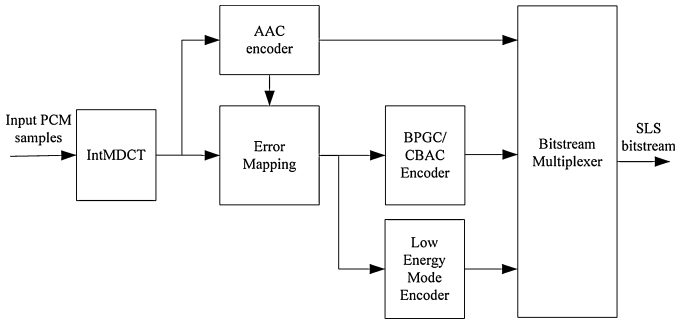 Input PCM
samples
IntMDCT
AAC
encoder
Error
Mapping
BPGC/
CBAC
Encoder
Low
Energy
Mode
Encoder
Bitstream
Multiplexer
SLS
bitstream